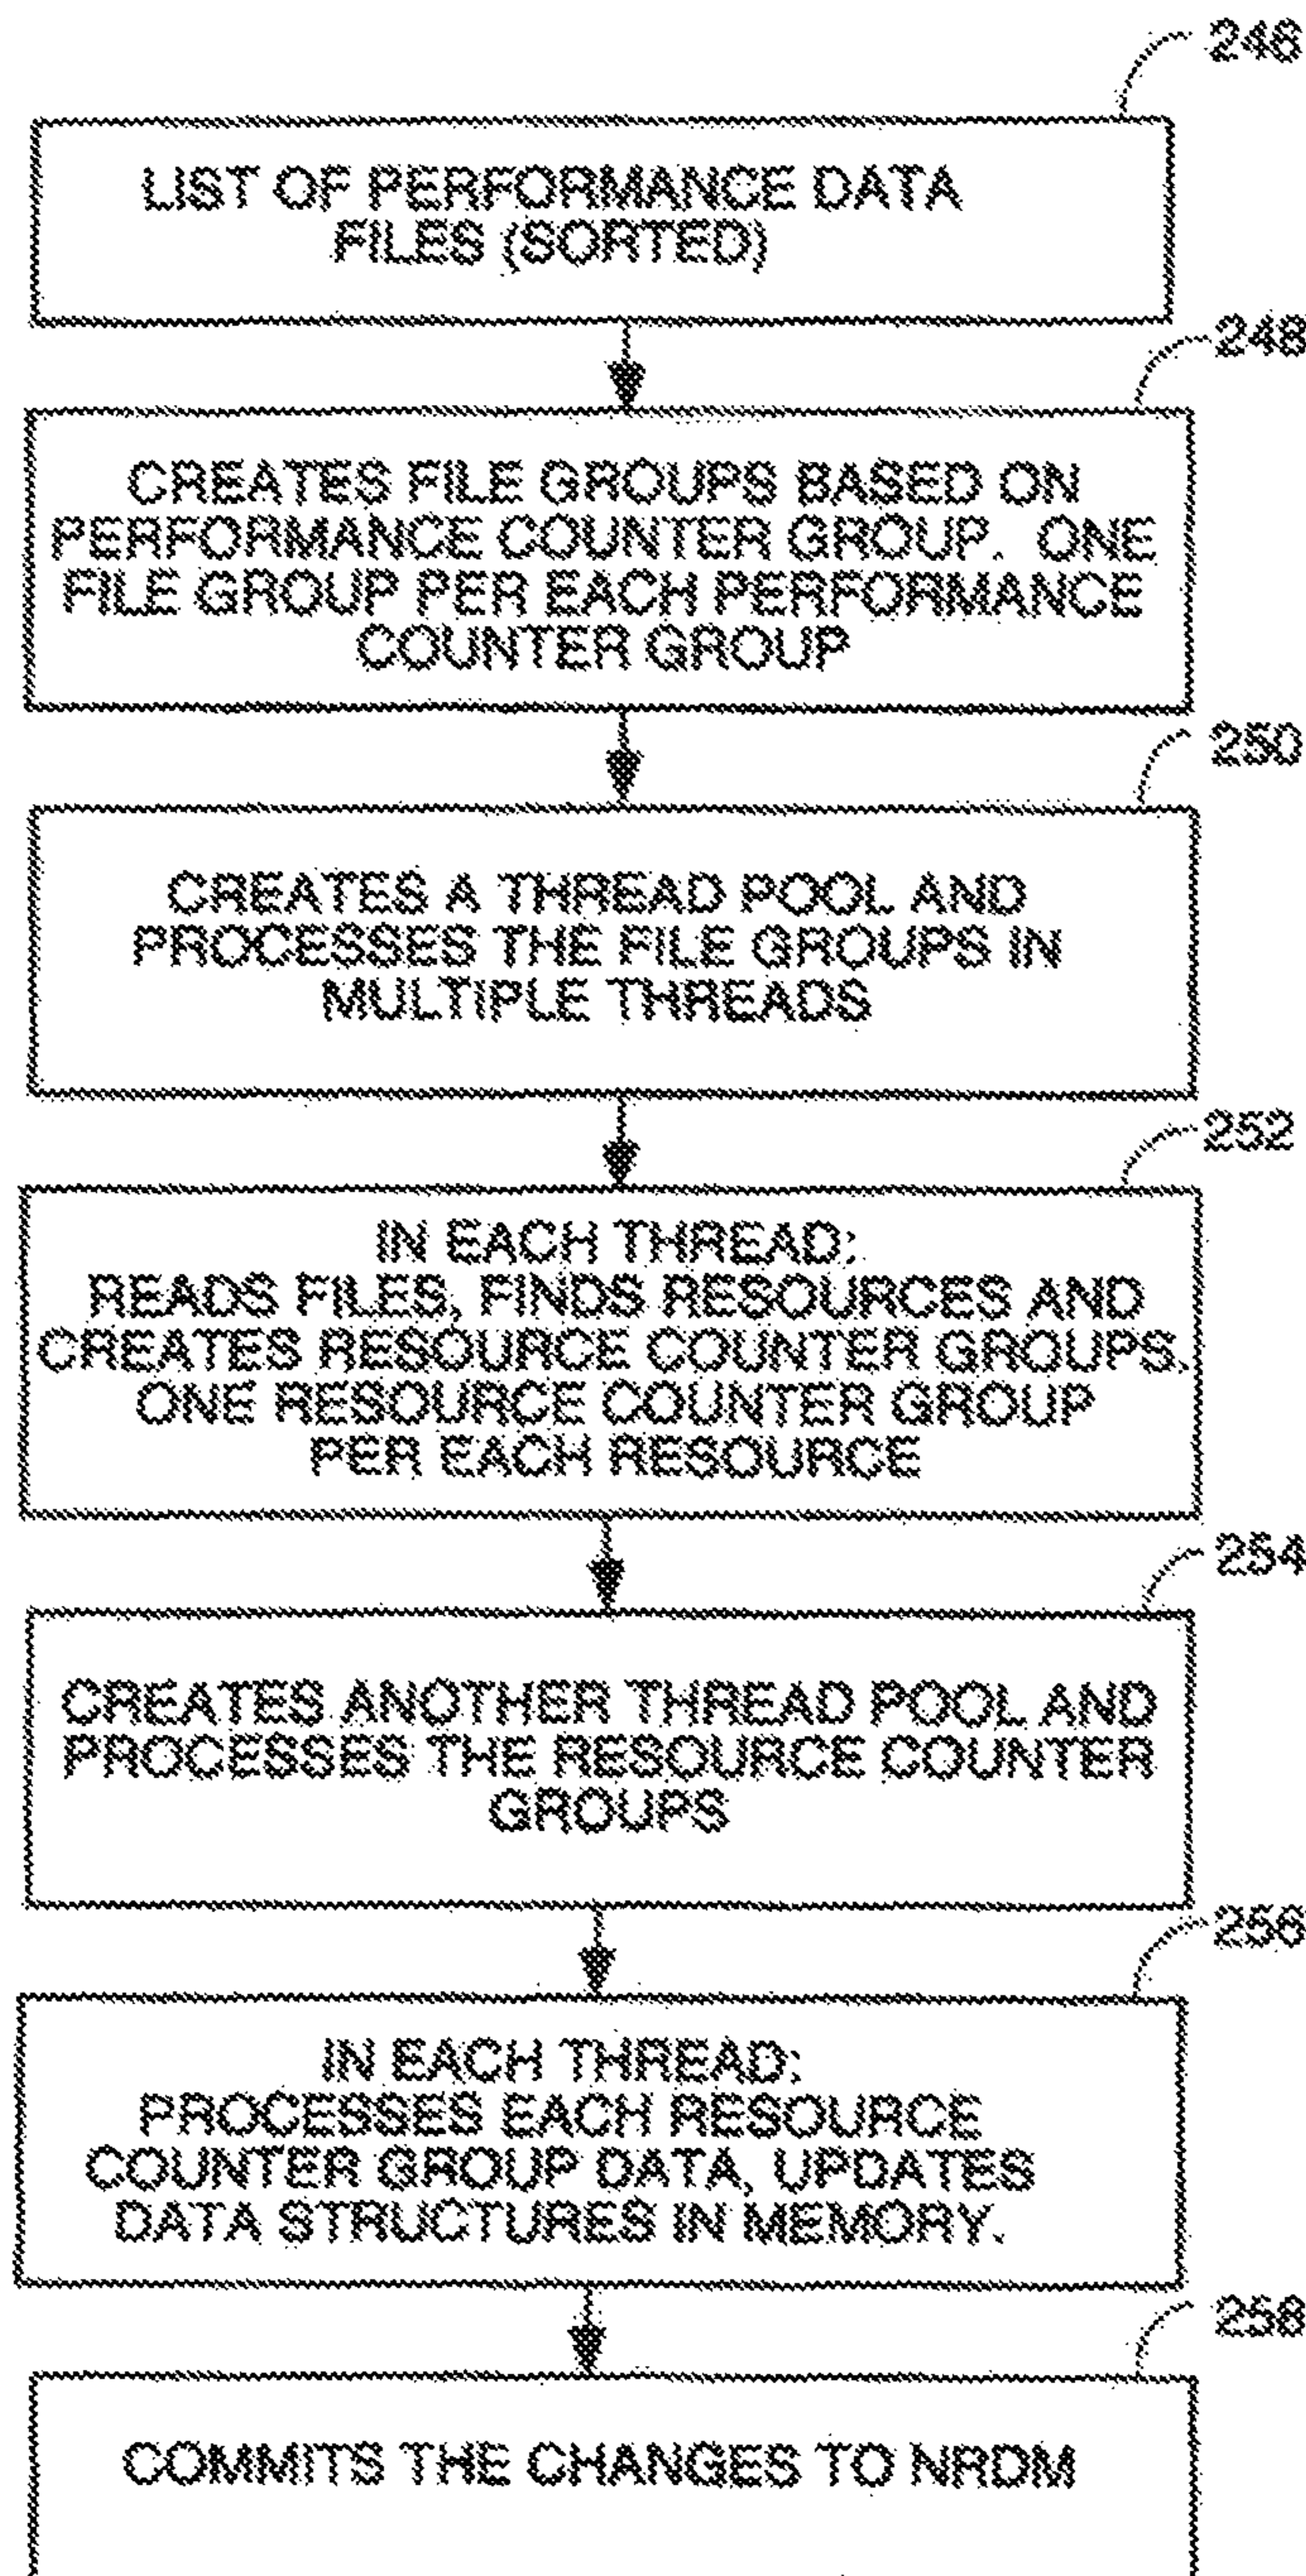 246
LIST OF PERFORMANCE DATA
FILES (SORTED)
248
CREATES FILE GROUPS BASED ON
PERFORMANCE COUNTER GROUP. ONE
FILE GROUP PER EACH PERFORMANCE
COUNTER GROUP
250
CREATES A THREAD POOL AND
PROCESSES THE FILE GROUPS IN
MULTIPLE THREADS
252
IN EACH THREAD:
READS FILES, FINDS RESOURCES AND
CREATES RESOURCE COUNTER GROUPS.
ONE RESOURCE COUNTER GROUP
PER EACH RESOURCE
254
CREATES ANOTHER THREAD POOL AND
PROCESSES THE RESOURCE COUNTER
GROUPS
256
IN EACH THREAD:
PROCESSES EACH RESOURCE
COUNTER GROUP DATA, UPDATES
DATA STRUCTURES IN MEMORY.
258
COMMITS THE CHANGES TO NRDM